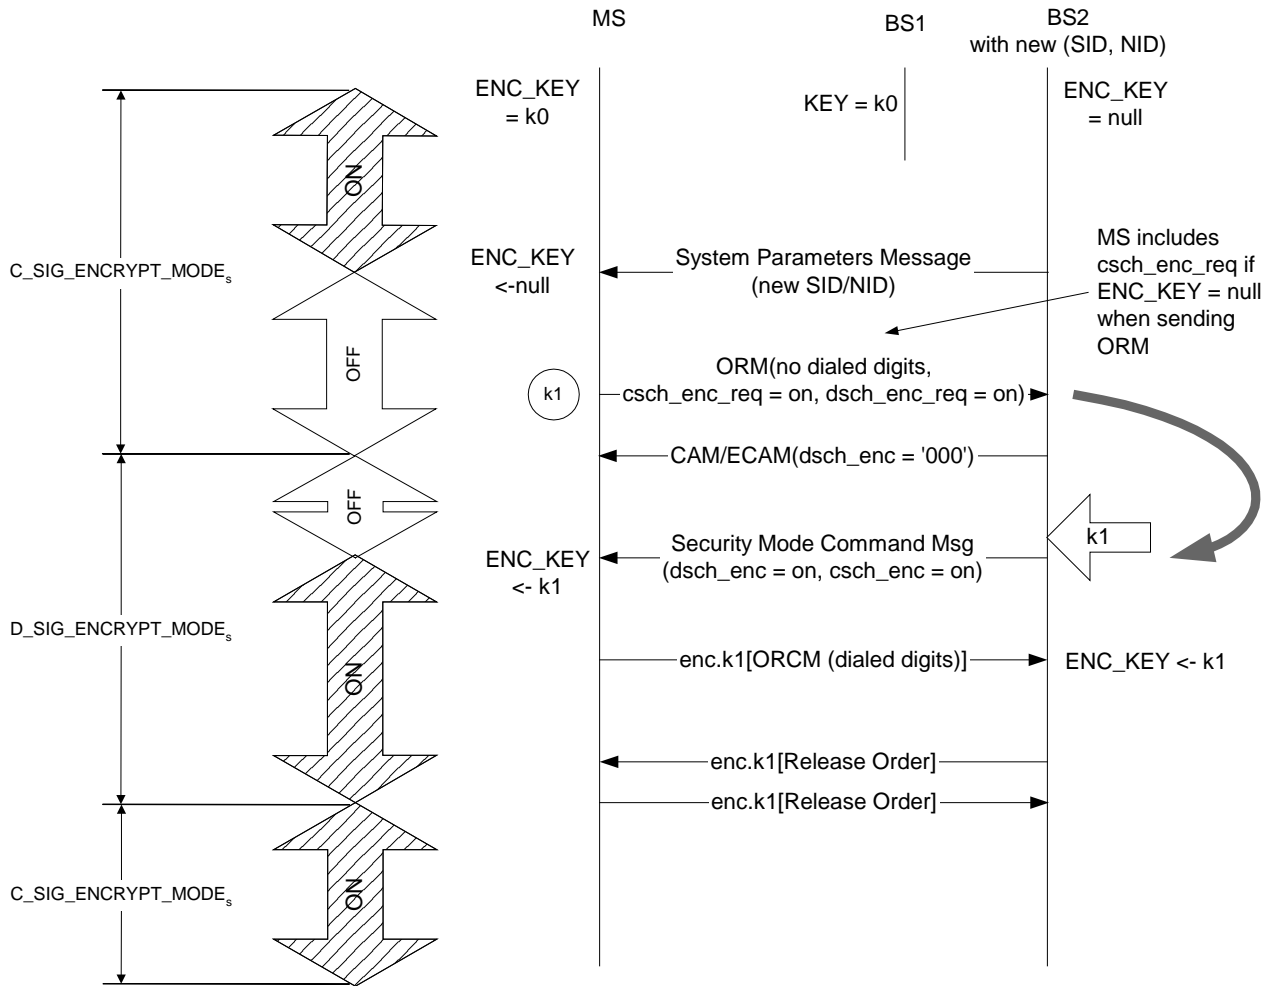 MS
BS1
BS2
with new (SID, NID)
ENC_KEY
= k0
KEY = k0
ENC_KEY
= null
ON
C_SIG_ENCRYPT_MODEs
ENC_KEY
<-null
System Parameters Message
(new SID/NID)
MS includes
csch_enc_req if
ENC_KEY = null
when sending
ORM
OFF
k1
ORM(no dialed digits,
csch_enc_req = on, dsch_enc_req = on)
CAM/ECAM(dsch_enc = '000')
OFF
k1
ENC_KEY
<- k1
Security Mode Command Msg
(dsch_enc = on, csch_enc = on)
D_SIG_ENCRYPT_MODEs
ON
enc.k1[ORCM (dialed digits)]
ENC_KEY <- k1
enc.k1[Release Order]
enc.k1[Release Order]
C_SIG_ENCRYPT_MODEs
ON